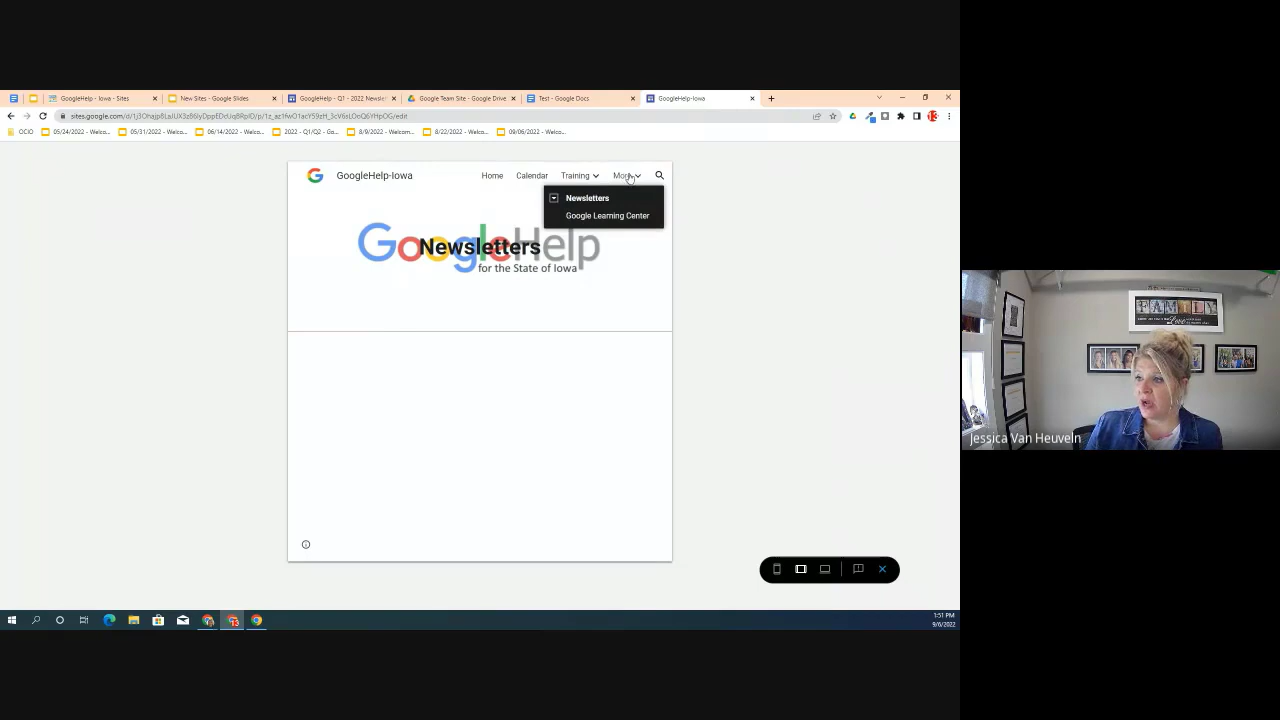 GoogleHelp - Iowa - Sites
New Sites - Google Slides
GoogleHelp - Q1 - 2022 Newsle
Google Team Site - Google Drive
Test - Google Docs
GoogleHelp-Iowa
OCIO
05/24/2022 - Welco...
05/31/2022 - Welco...
06/14/2022 - Welco...
2022 - Q1/Q2 - Go...
8/9/2022 - Welcom...
8/22/2022 - Welco...
09/06/2022 - Welco...
GoogleHelp-Iowa
Home
Calendar
Training
More
Newsletters
Google Learning Center
GoogleHelp
Newsletters
for the State of Iowa
FAMILY
Jessica Van Heuveln
1:51 PM
9/6/2022